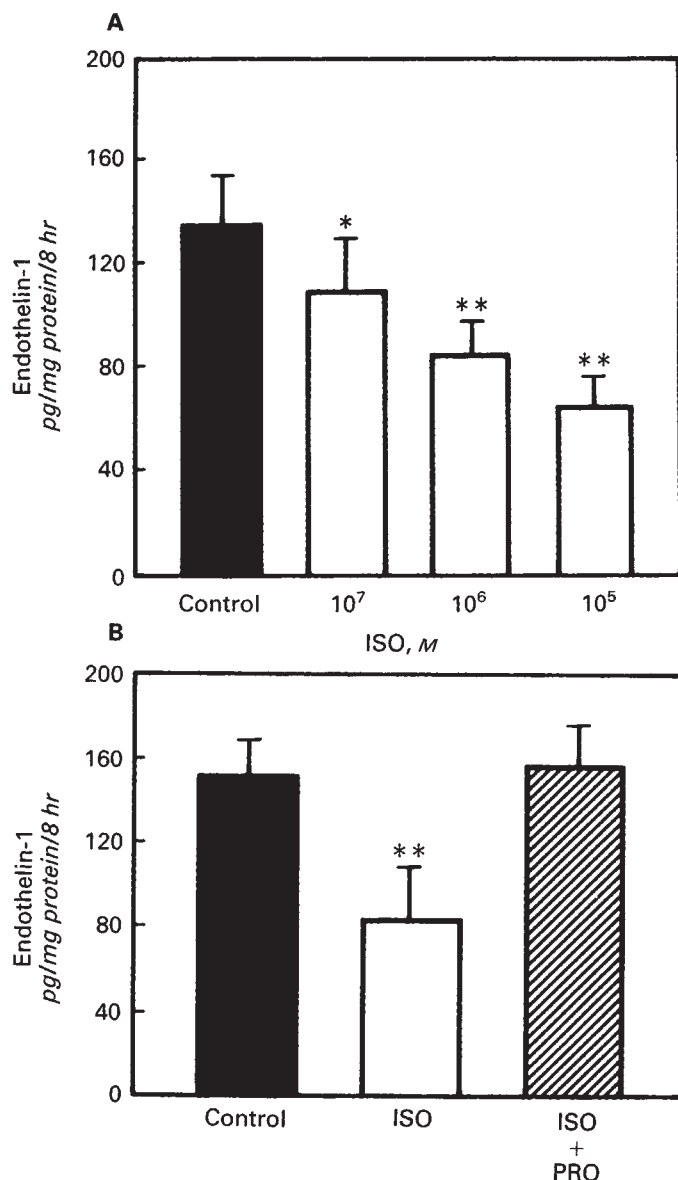 A
200
160
120
80
40
0
Endothelin-1
pg/mg protein/8 hr
*
**
**
Control 10⁷ 10⁶ 10⁵
ISO, M
B
200
160
120
80
40
0
Endothelin-1
pg/mg protein/8 hr
**
Control ISO ISO
+
PRO